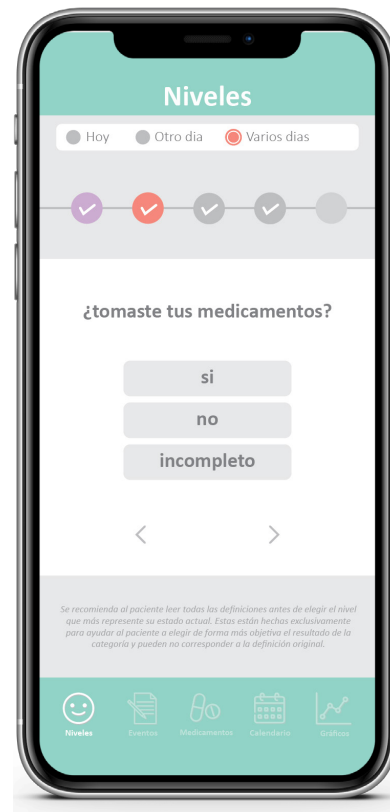 Niveles
Hoy Otro dia Varios dias
¿tomaste tus medicamentos?
si
no
incompleto
Se recomienda al paciente leer todas las definiciones antes de elegir el nivel
que más represente su estado actual. Estas están hechas exclusivamente
para ayudar al paciente a elegir de forma más objetiva el resultado de la
categoría y pueden no corresponder a la definición original.
Niveles Eventos Medicamentos Calendario Gráficos